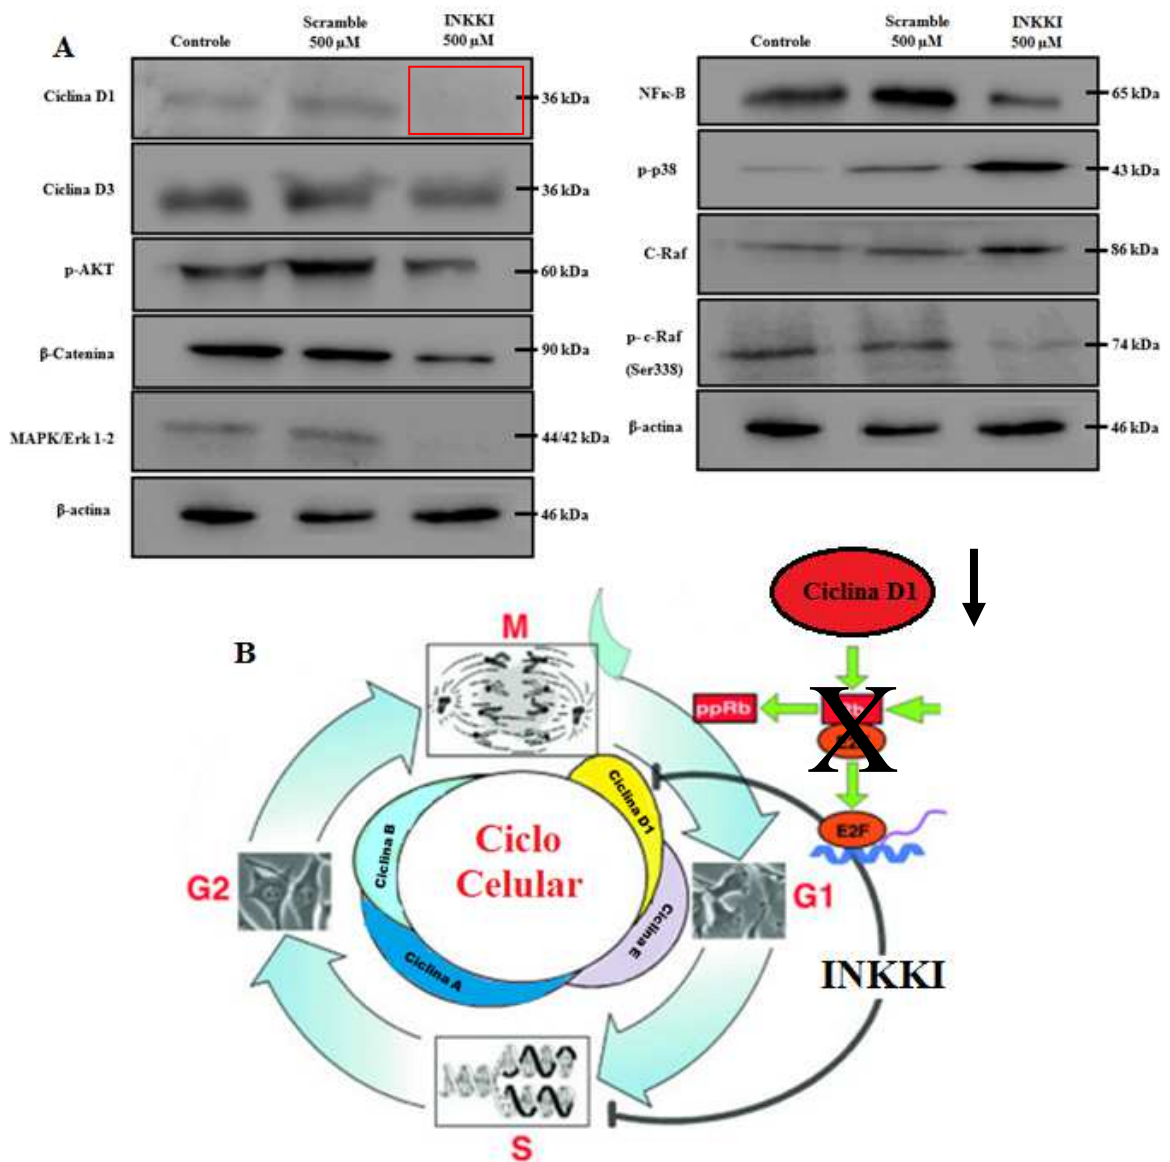 A
Controle
Scramble
500 µM
INKKI
500 µM
Ciclina D1
36 kDa
Ciclina D3
36 kDa
p-AKT
60 kDa
β-Catenina
90 kDa
MAPK/Erk 1-2
44/42 kDa
β-actina
46 kDa
Controle
Scramble
500 µM
INKKI
500 µM
NFκ-B
65 kDa
p-p38
43 kDa
C-Raf
86 kDa
p- c-Raf
(Ser338)
74 kDa
β-actina
46 kDa
B
Ciclina D1
ppRb
Rb
X
E2F
E2F
M
G1
S
G2
Ciclina D1
Ciclina E
Ciclina A
Ciclina B
Ciclo
Celular
INKKI